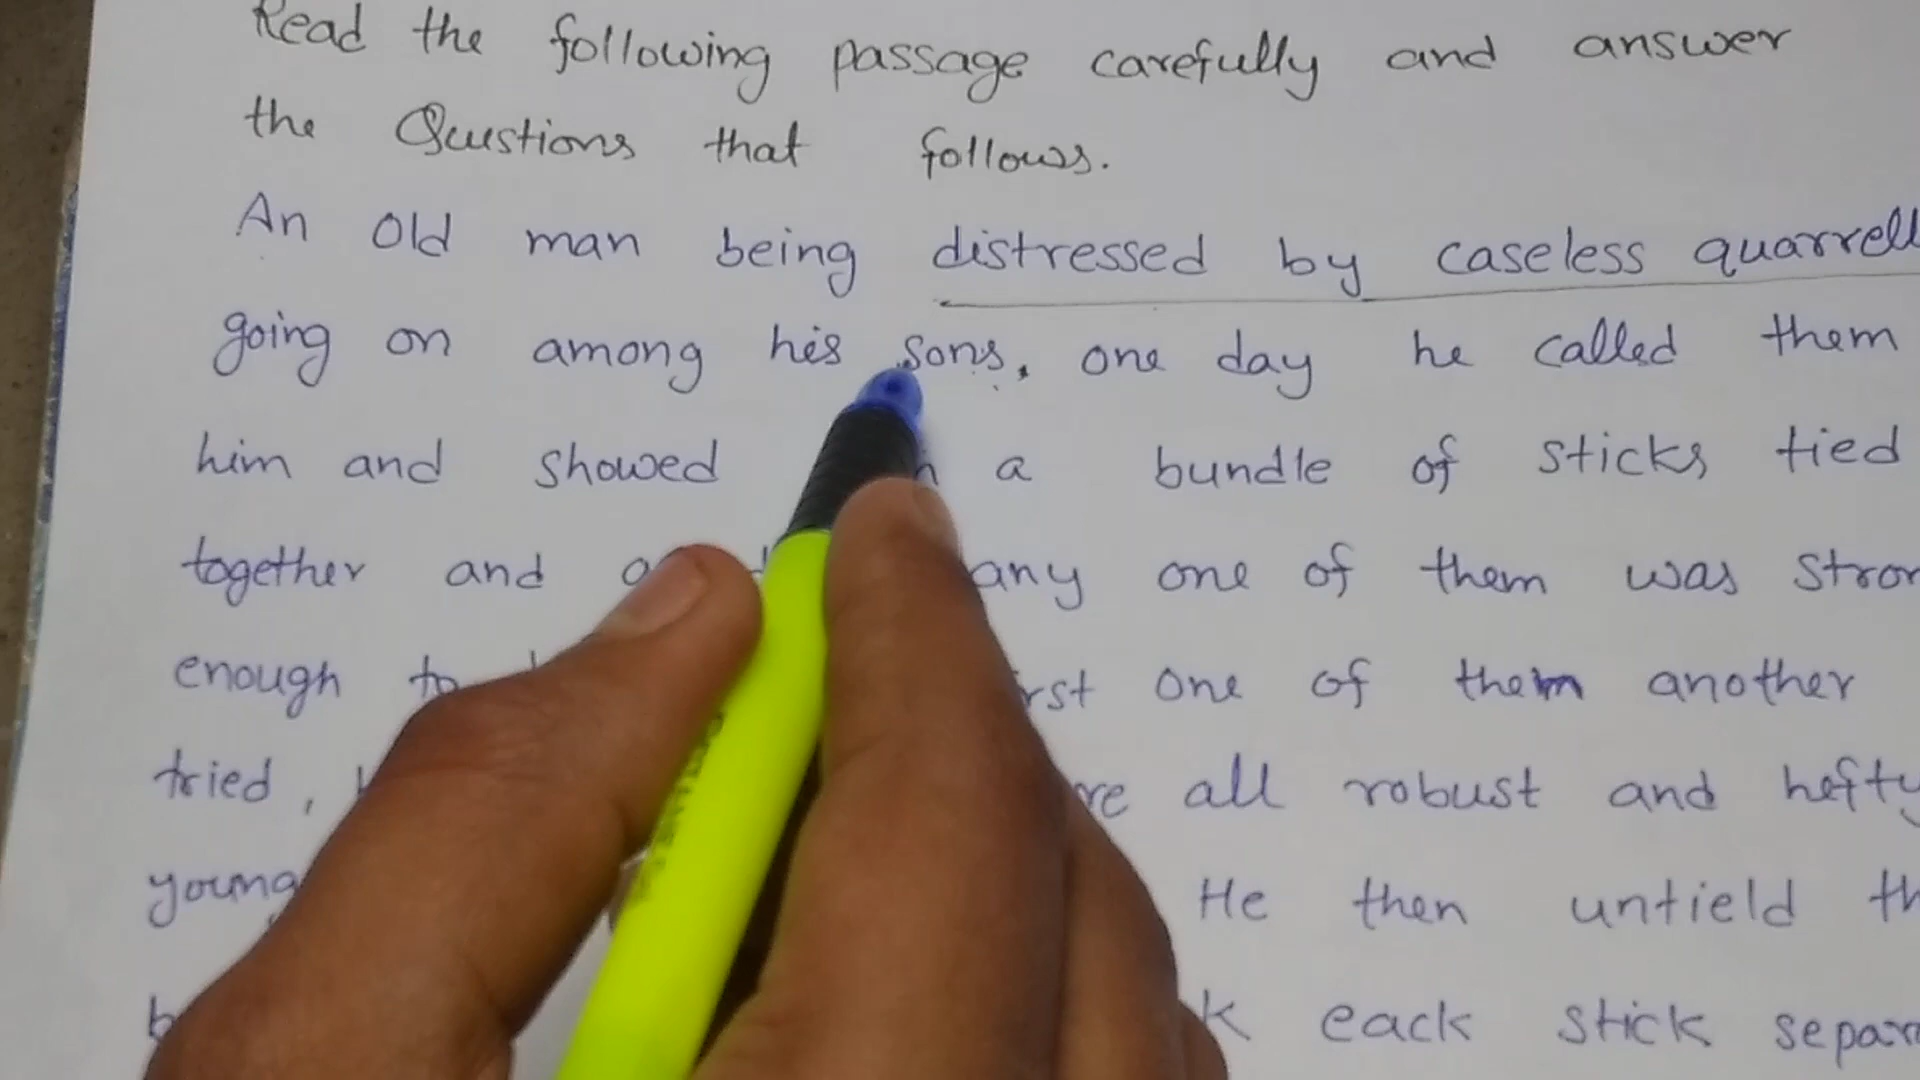 Read the following passage carefully and answer
the Questions that follows.
An old man being distressed by caseless quarrell
going on among his sons, one day he called them
him and showed a bundle of sticks tied
together and any one of them was stron
enough to one of them another
tried, all robust and hefty
young He then untield th
eack stick separ